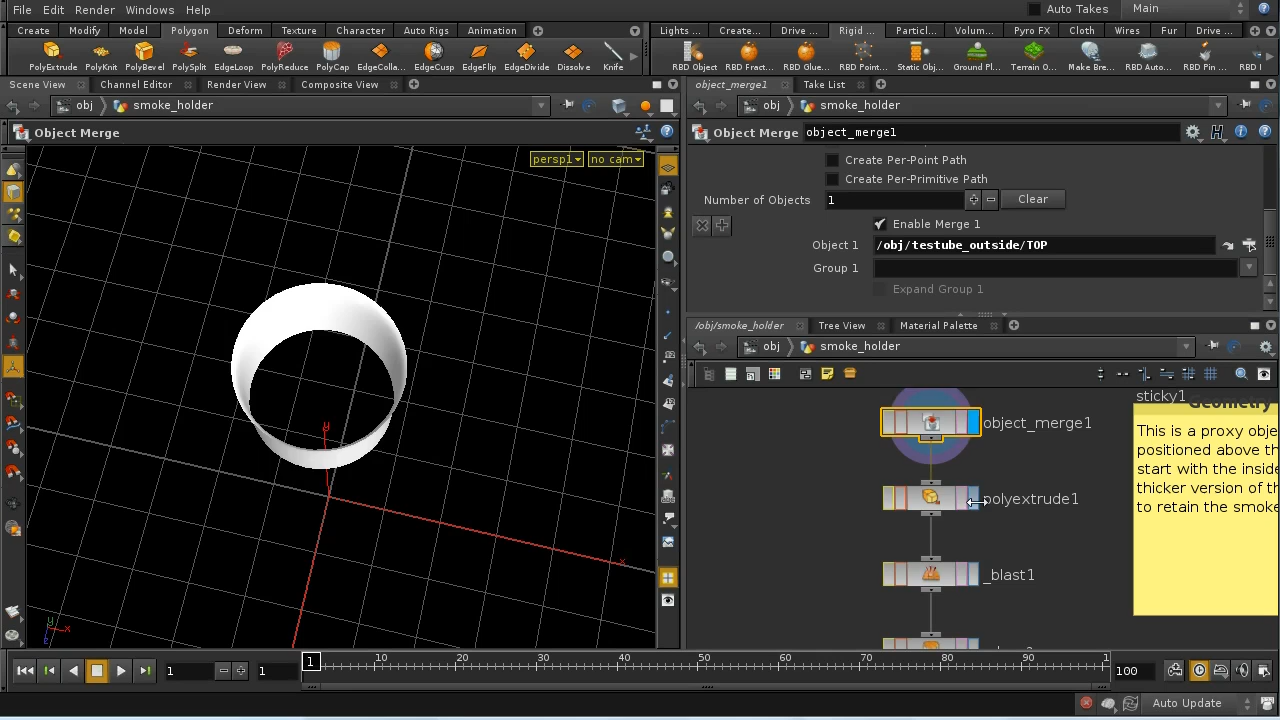 File Edit Render Windows Help
Auto Takes Main
Create Modify Model Polygon Deform Texture Character Auto Rigs Animation
Lights ... Create... Drive ... Rigid ... Particl... Volum... Pyro FX Cloth Wires Fur Drive ...
PolyExtrude PolyKnit PolyBevel PolySplit EdgeLoop PolyReduce PolyCap EdgeColla... EdgeCusp EdgeFlip EdgeDivide Dissolve Knife
RBD Object RBD Fract... RBD Glue... RBD Point... Static Obj... Ground Pl... Terrain O... Make Bre... RBD Auto... RBD Pin ... RBD I
Scene View Channel Editor Render View Composite View
object_merge1 Take List
obj smoke_holder
obj smoke_holder
Object Merge
Object Merge object_merge1
persp1 no cam
Create Per-Point Path
Create Per-Primitive Path
Number of Objects 1 Clear
Enable Merge 1
Object 1 /obj/testube_outside/TOP
Group 1
Expand Group 1
/obj/smoke_holder Tree View Material Palette
obj smoke_holder
sticky1
Geometry
This is a proxy obje
positioned above th
start with the inside
thicker version of th
to retain the smoke
object_merge1
polyextrude1
_blast1
y
x
y
x
1 1 1 10 20 30 40 50 60 70 80 90 1 100
Auto Update